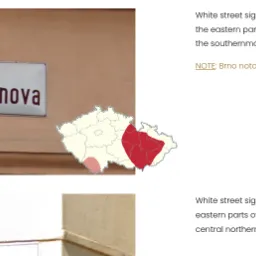 White street sig
the eastern par
the southernmo
NOTE: Brno noto
nova
White street sig
eastern parts o
central northern